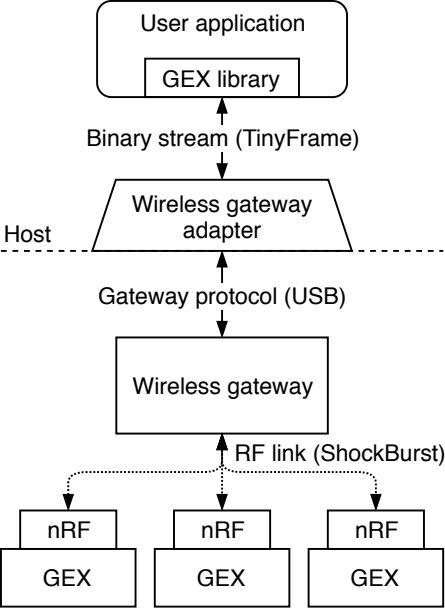 User application
GEX library
Binary stream (TinyFrame)
Wireless gateway
adapter
Host
Gateway protocol (USB)
Wireless gateway
RF link (ShockBurst)
nRF
nRF
nRF
GEX
GEX
GEX